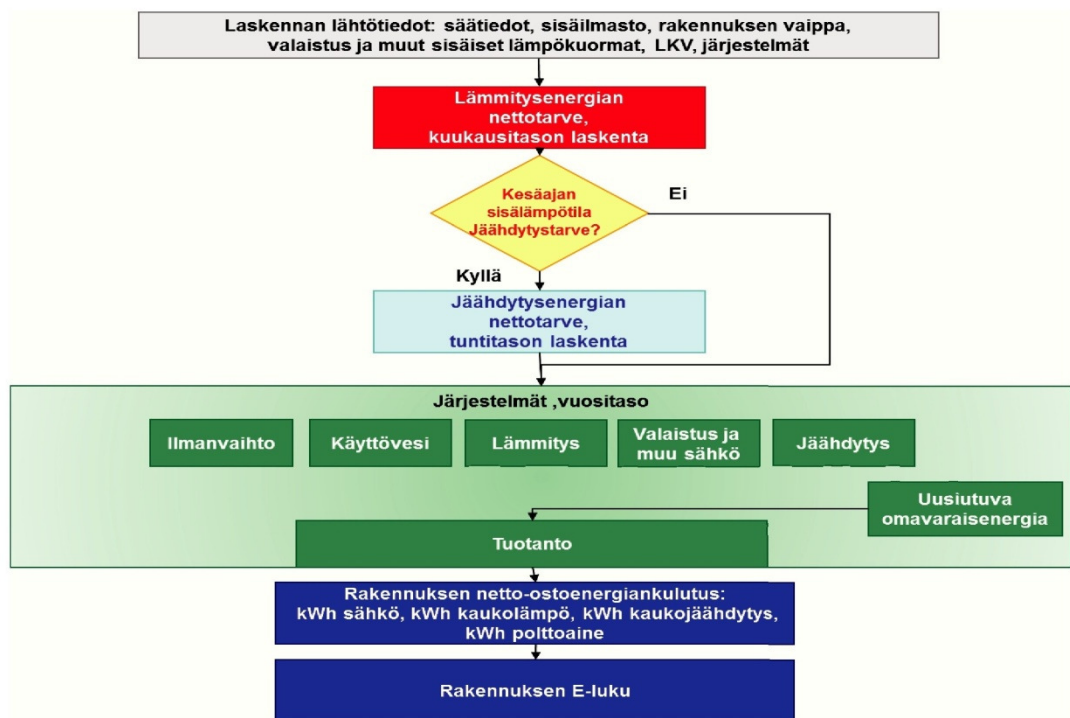 Laskennan lähtötiedot: säätiedot, sisäilmasto, rakennuksen vaippa,
valaistus ja muut sisäiset lämpökuormat, LKV, järjestelmät
Lämmitysenergian
nettotarve,
kuukausitason laskenta
Kesäajan
sisälämpötila
Jäähdytystarve?
Ei
Kyllä
Jäähdytysenergian
nettotarve,
tuntitason laskenta
Järjestelmät ,vuositaso
Ilmanvaihto
Käyttövesi
Lämmitys
Valaistus ja
muu sähkö
Jäähdytys
Uusiutuva
omavaraisenergia
Tuotanto
Rakennuksen netto-ostoenergiankulutus:
kWh sähkö, kWh kaukolämpö, kWh kaukojäähdytys,
kWh polttoaine
Rakennuksen E-luku